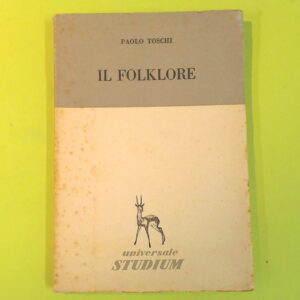 PAOLO TOSCHI
IL FOLKLORE
universale
STUDIUM